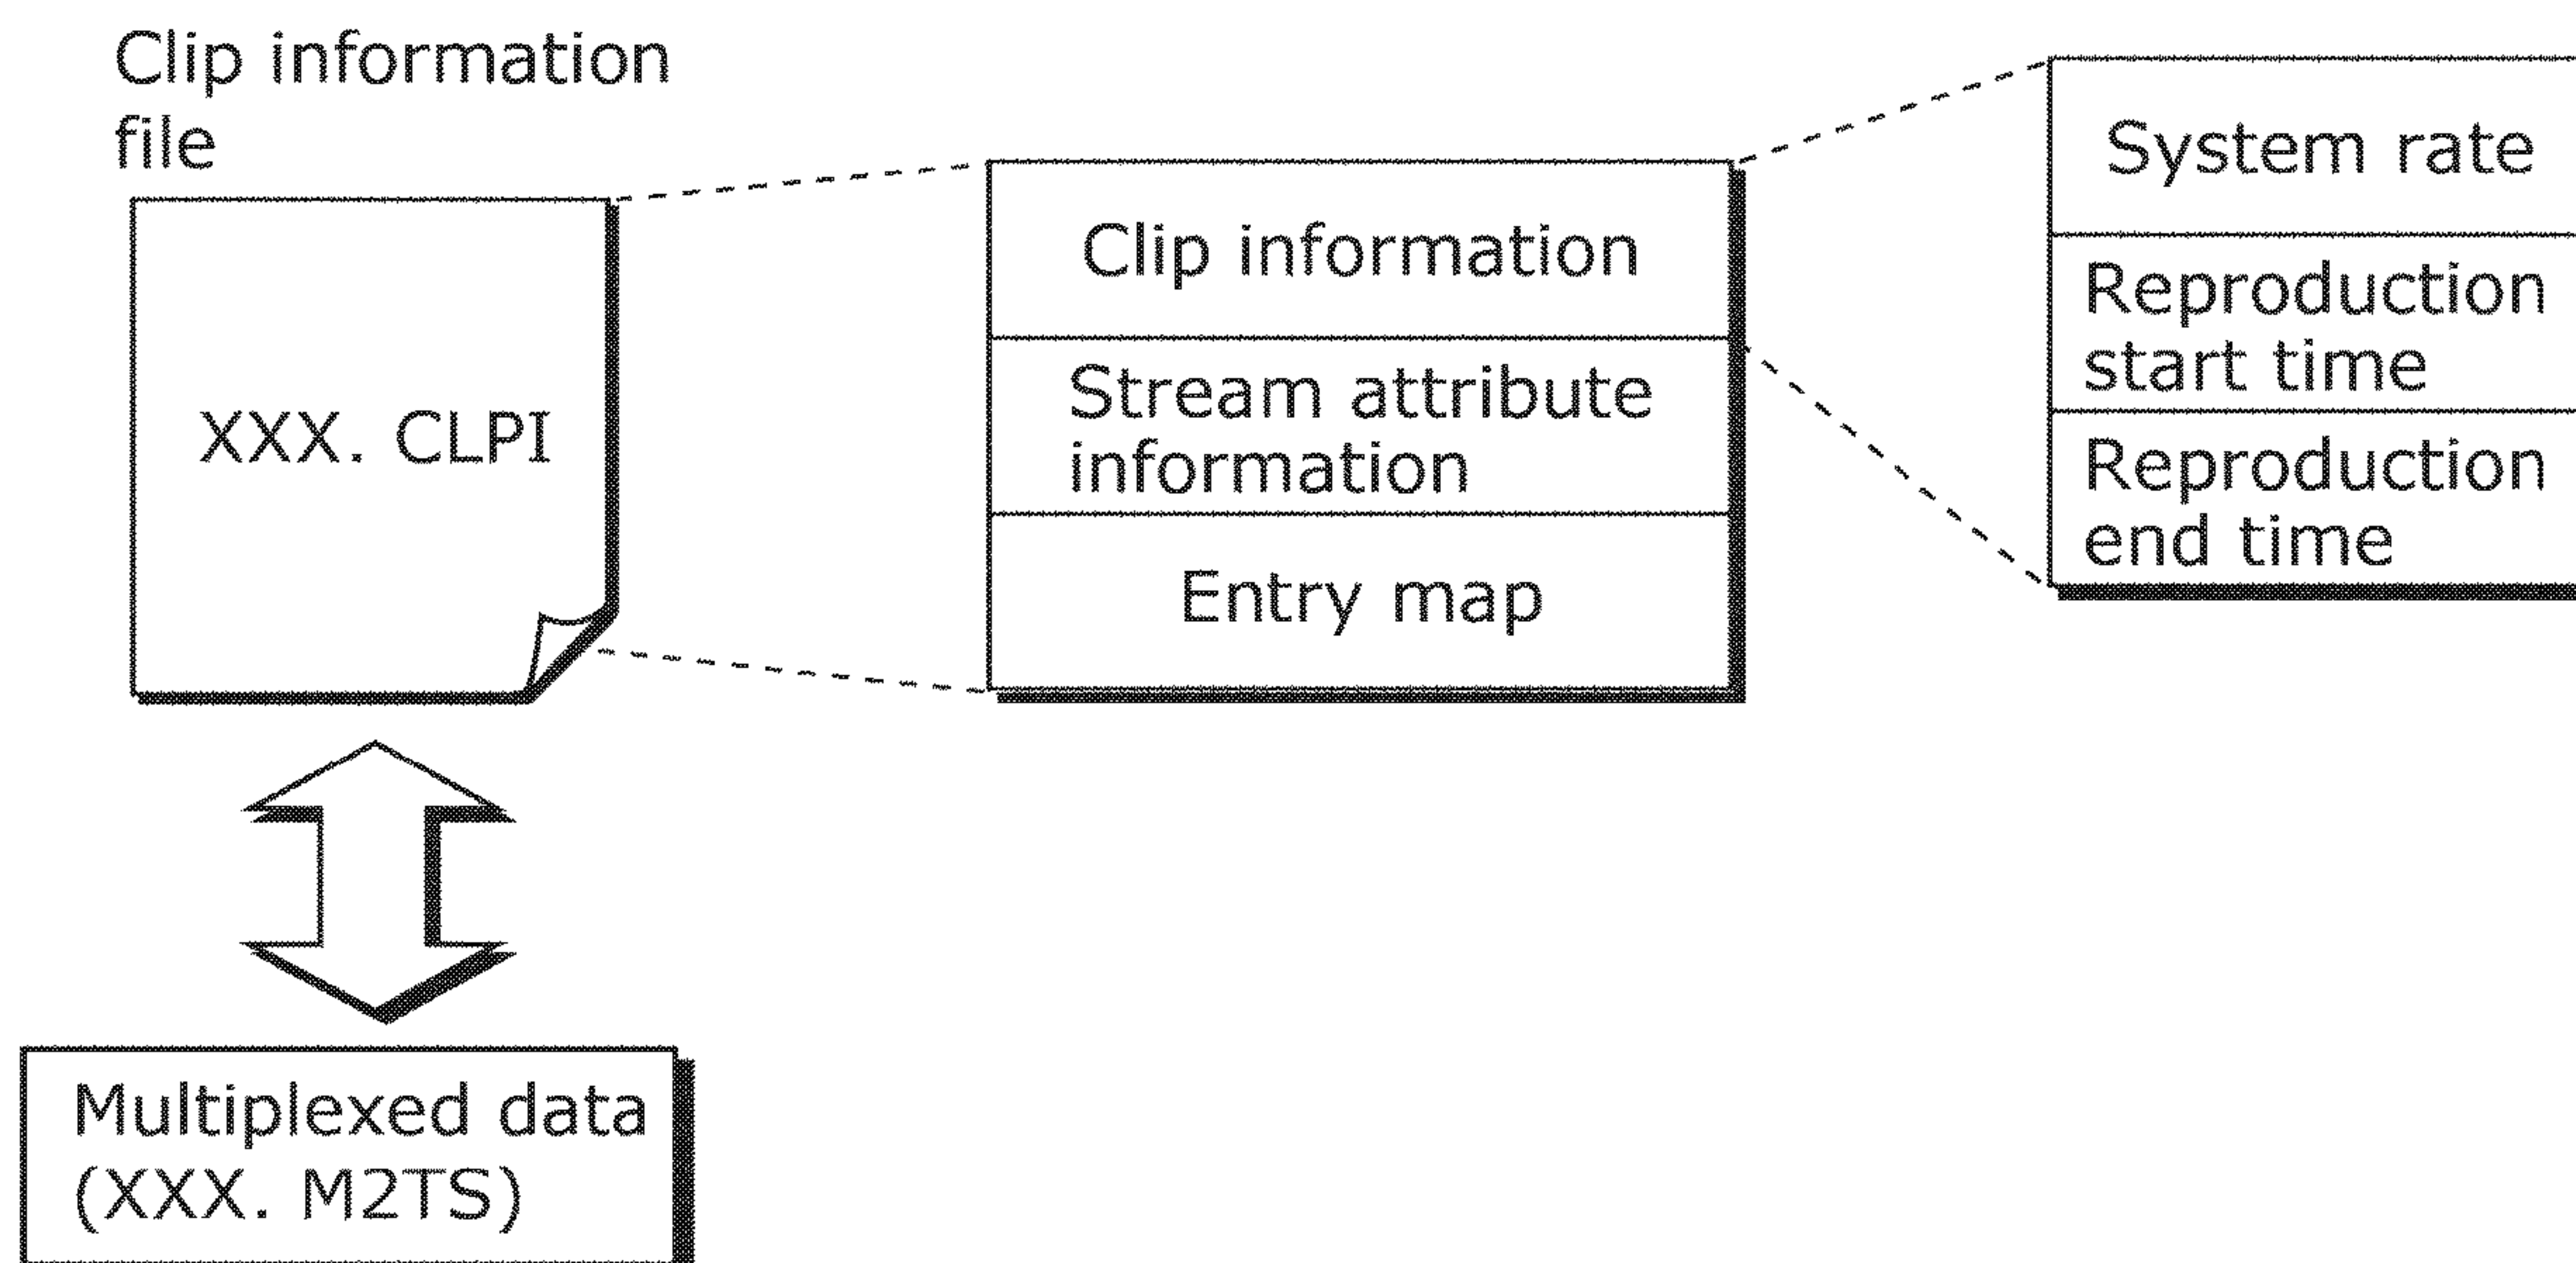 Clip information
file
XXX. CLPI
Clip information
Stream attribute
information
Entry map
System rate
Reproduction
start time
Reproduction
end time
Multiplexed data
(XXX. M2TS)